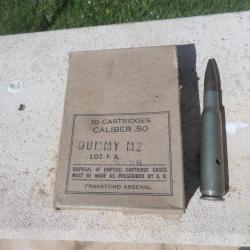 10 CARTRIDGES
CALIBER .50
DUMMY M2
LOT F.A. 56
DISPOSAL OF EMPTIED CARTRIDGE CASES
MUST BE MADE AS PRESCRIBED BY A. R.
FRANKFORD ARSENAL